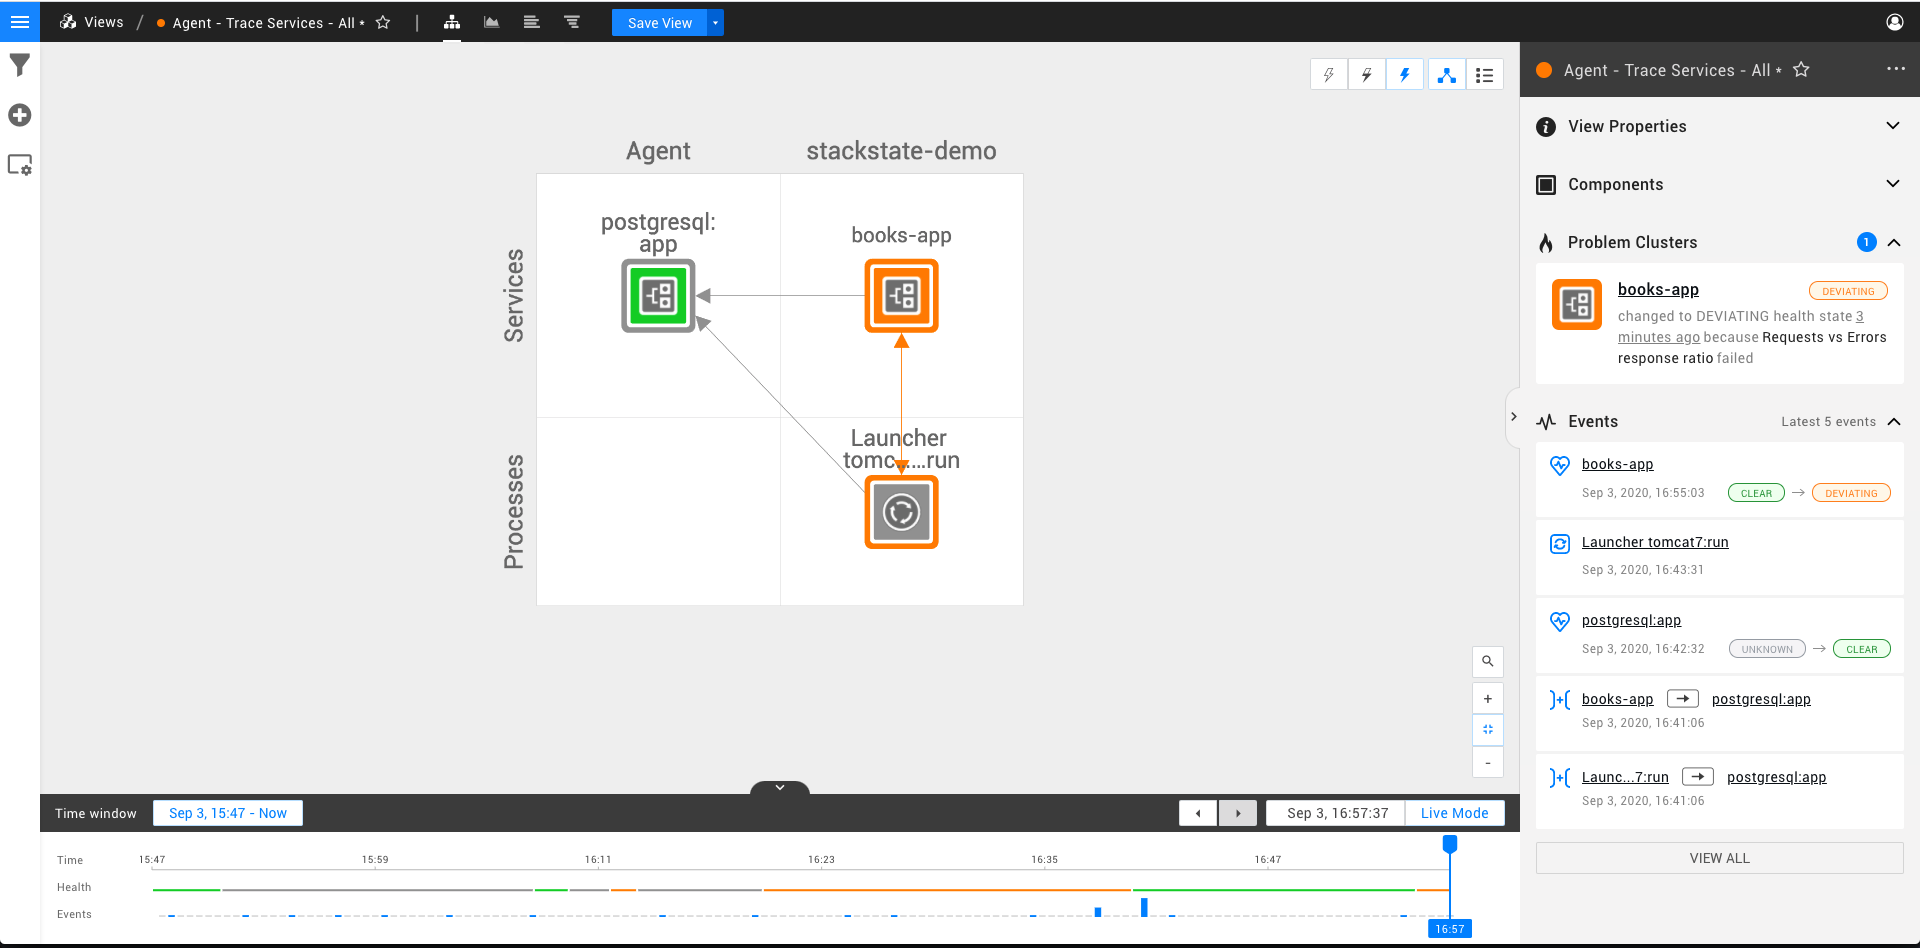 Views / Agent - Trace Services - All * Save View
Agent - Trace Services - All *
Agent
stackstate-demo
Services
Processes
postgresql:
app
books-app
Launcher
tomc......run
View Properties
Components
Problem Clusters 1
books-app DEVIATING
changed to DEVIATING health state 3
minutes ago because Requests vs Errors
response ratio failed
Events Latest 5 events
books-app
Sep 3, 2020, 16:55:03 CLEAR → DEVIATING
Launcher tomcat7:run
Sep 3, 2020, 16:43:31
postgresql:app
Sep 3, 2020, 16:42:32 UNKNOWN → CLEAR
books-app → postgresql:app
Sep 3, 2020, 16:41:06
Launc...7:run → postgresql:app
Sep 3, 2020, 16:41:06
VIEW ALL
+
-
Time window Sep 3, 15:47 - Now Sep 3, 16:57:37 Live Mode
Time 15:47 15:59 16:11 16:23 16:35 16:47
Health
Events
16:57